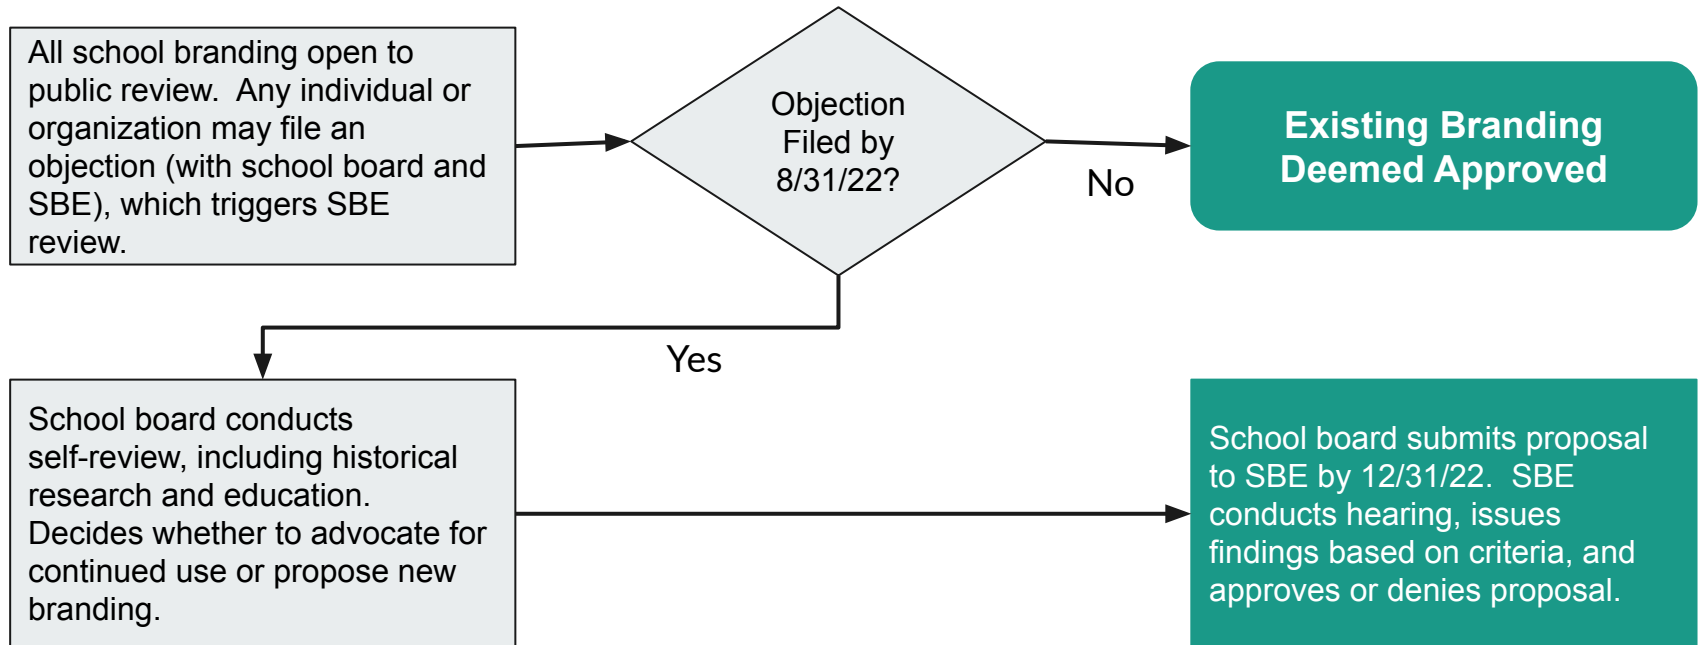 All school branding open to
public review.  Any individual or
organization may file an
objection (with school board and
SBE), which triggers SBE
review.
Objection
Filed by
8/31/22?
No
Existing Branding
Deemed Approved
Yes
School board conducts
self-review, including historical
research and education.
Decides whether to advocate for
continued use or propose new
branding.
School board submits proposal
to SBE by 12/31/22.  SBE
conducts hearing, issues
findings based on criteria, and
approves or denies proposal.